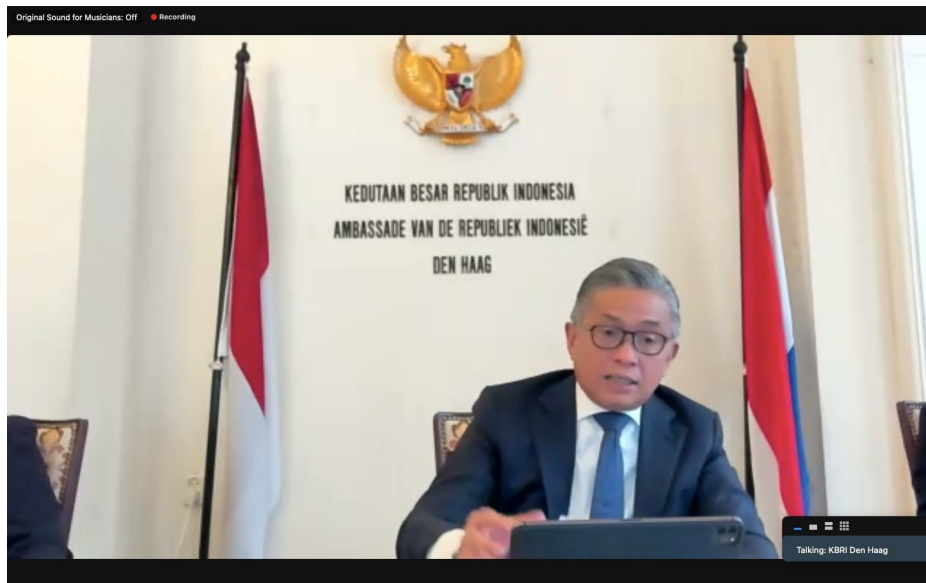 Original Sound for Musicians: Off
Recording
KEDUTAAN BESAR REPUBLIK INDONESIA
AMBASSADE VAN DE REPUBLIEK INDONESIË
DEN HAAG
Talking: KBRI Den Haag